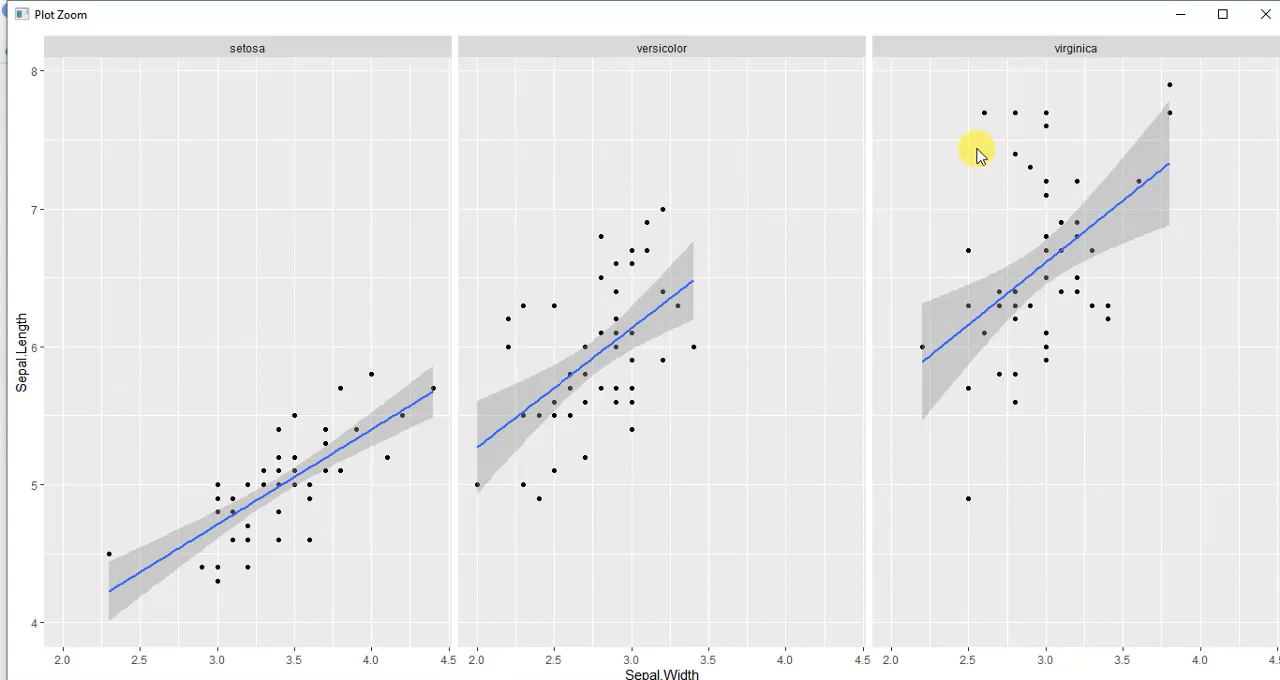 Plot Zoom
setosa
versicolor
virginica
8
7
6
5
4
Sepal.Length
2.0 2.5 3.0 3.5 4.0 4.5
2.0 2.5 3.0 3.5 4.0 4.5
2.0 2.5 3.0 3.5 4.0
Sepal.Width